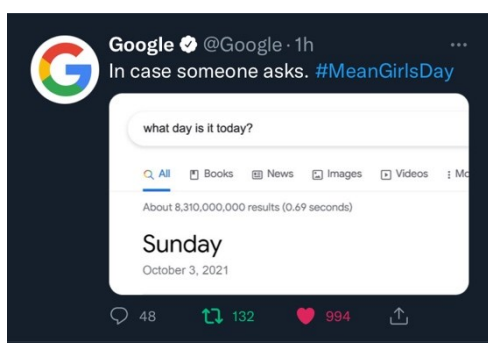 Google @Google · 1h
In case someone asks. #MeanGirlsDay
what day is it today?
All Books News Images Videos Mo
About 8,310,000,000 results (0.69 seconds)
Sunday
October 3, 2021
48 132 994